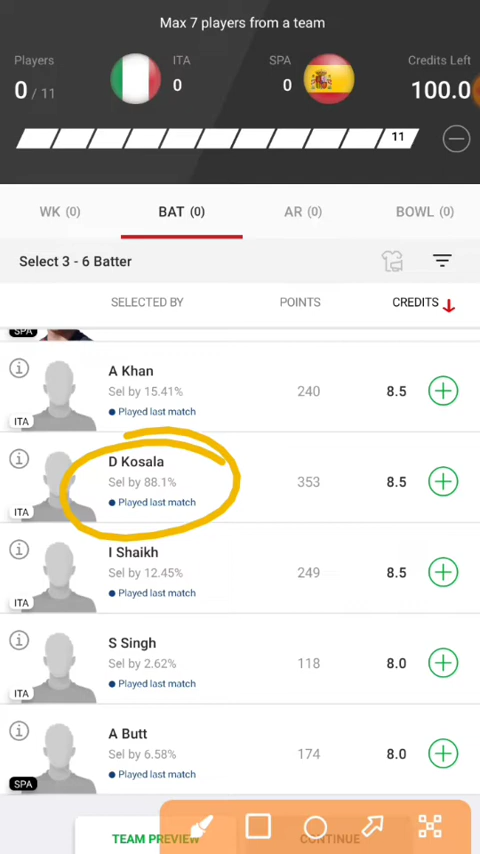 Max 7 players from a team
Players
ITA
SPA
Credits Left
0 / 11
0
0
100.0
11
WK (0)
BAT (0)
AR (0)
BOWL (0)
Select 3 - 6 Batter
SELECTED BY
POINTS
CREDITS
SPA
A Khan
Sel by 15.41%
240
8.5
Played last match
ITA
D Kosala
Sel by 88.1%
353
8.5
Played last match
ITA
I Shaikh
Sel by 12.45%
249
8.5
Played last match
ITA
S Singh
Sel by 2.62%
118
8.0
Played last match
ITA
A Butt
Sel by 6.58%
174
8.0
Played last match
SPA
TEAM PREVIEW
CONTINUE